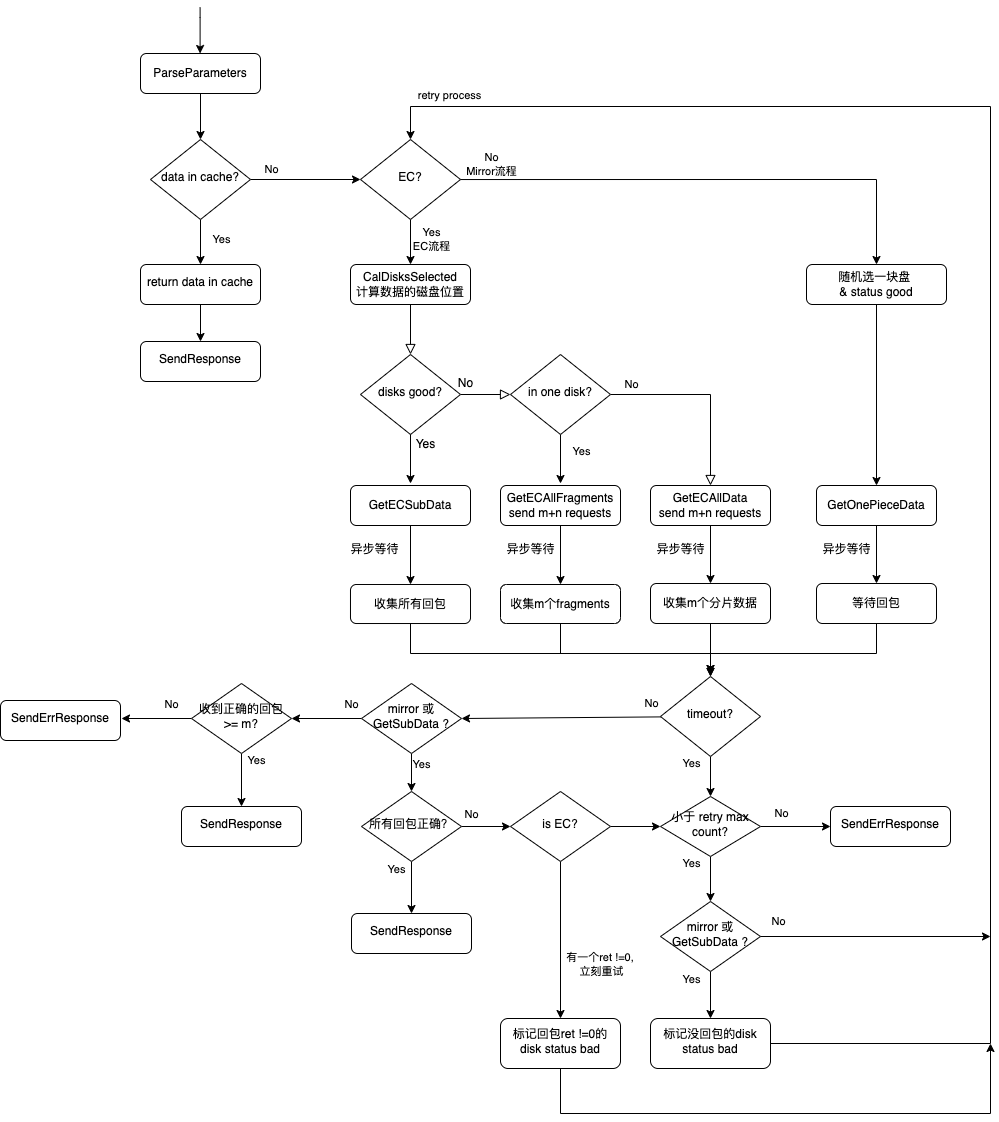 ParseParameters
retry process
data in cache?
No
EC?
No
Mirror流程
Yes
Yes
EC流程
return data in cache
CalDisksSelected
计算数据的磁盘位置
随机选一块盘
& status good
SendResponse
disks good?
No
in one disk?
No
Yes
Yes
GetECSubData
GetECAllFragments
send m+n requests
GetECAllData
send m+n requests
GetOnePieceData
异步等待
异步等待
异步等待
异步等待
收集所有回包
收集m个fragments
收集m个分片数据
等待回包
SendErrResponse
No
收到正确的回包
>= m?
No
mirror 或
GetSubData ?
No
timeout?
Yes
Yes
Yes
SendResponse
所有回包正确?
No
is EC?
小于 retry max
count?
No
SendErrResponse
Yes
Yes
SendResponse
mirror 或
GetSubData ?
No
有一个ret !=0,
立刻重试
Yes
标记回包ret !=0的
disk status bad
标记没回包的disk
status bad